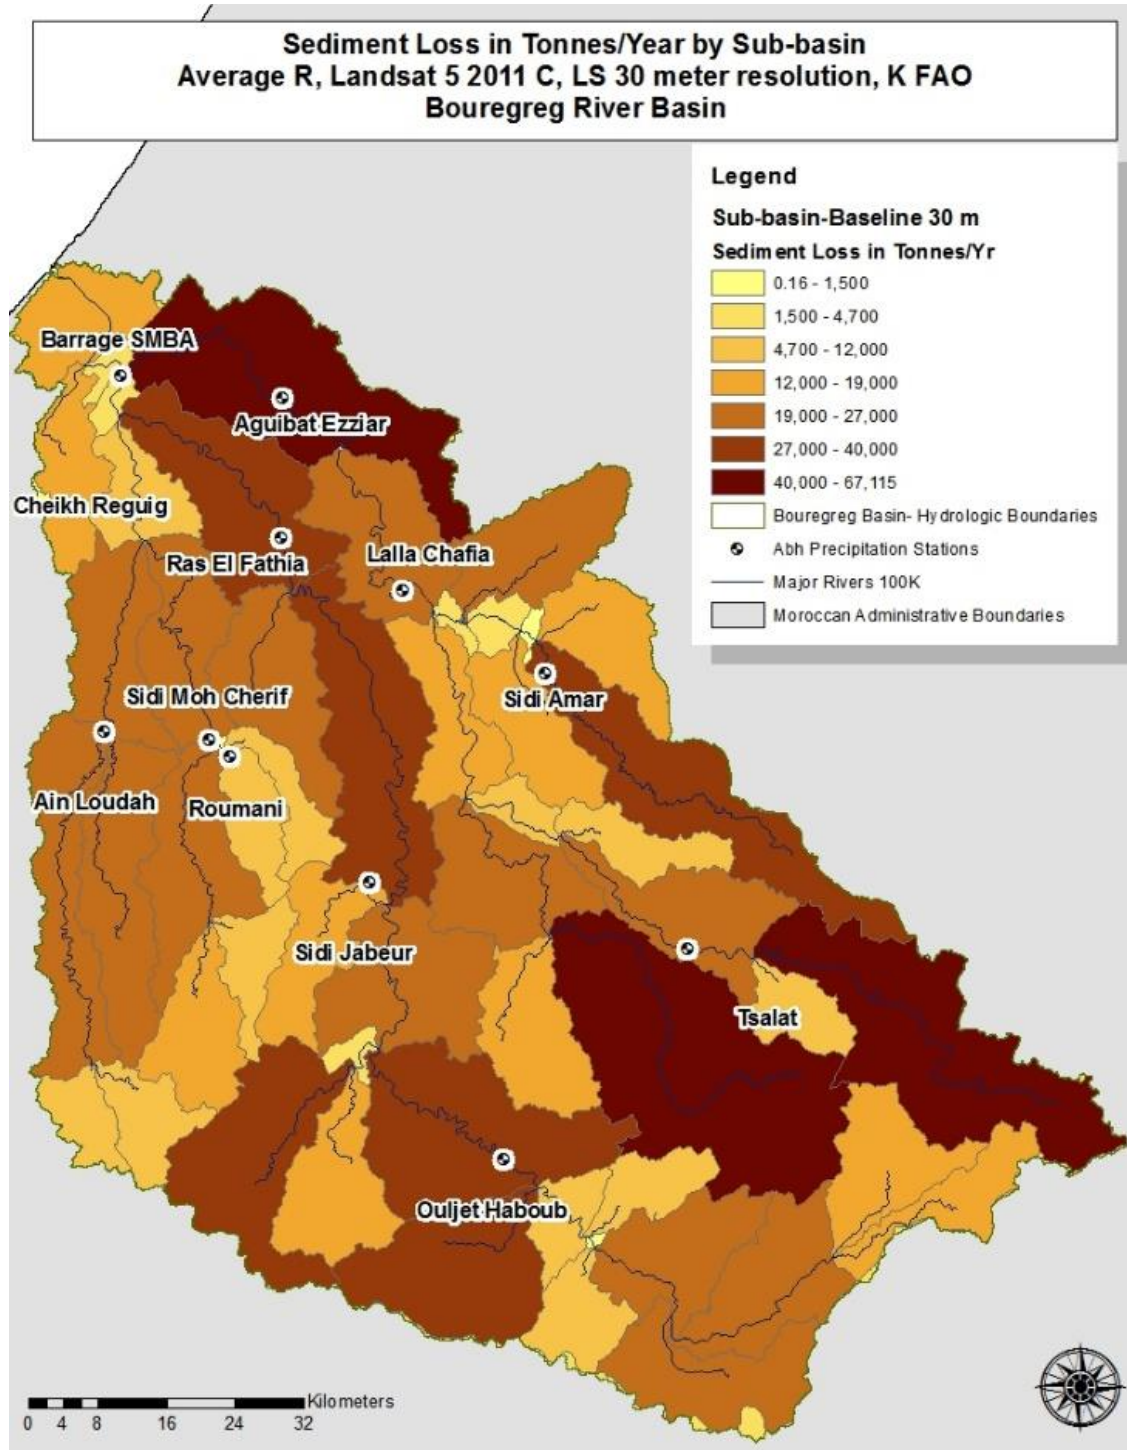 Sediment Loss in Tonnes/Year by Sub-basin
Average R, Landsat 5 2011 C, LS 30 meter resolution, K FAO
Bouregreg River Basin
Legend
Sub-basin-Baseline 30 m
Sediment Loss in Tonnes/Yr
0.16 - 1,500
1,500 - 4,700
4,700 - 12,000
12,000 - 19,000
19,000 - 27,000
27,000 - 40,000
40,000 - 67,115
Bouregreg Basin- Hydrologic Boundaries
Abh Precipitation Stations
Major Rivers 100K
Moroccan Administrative Boundaries
Barrage SMBA
Aguibat Ezziar
Cheikh Reguig
Ras El Fathia
Lalla Chafia
Sidi Moh Cherif
Sidi Amar
Ain Loudah
Roumani
Sidi Jabeur
Tsalat
Ouljet Haboub
Kilometers
0 4 8 16 24 32